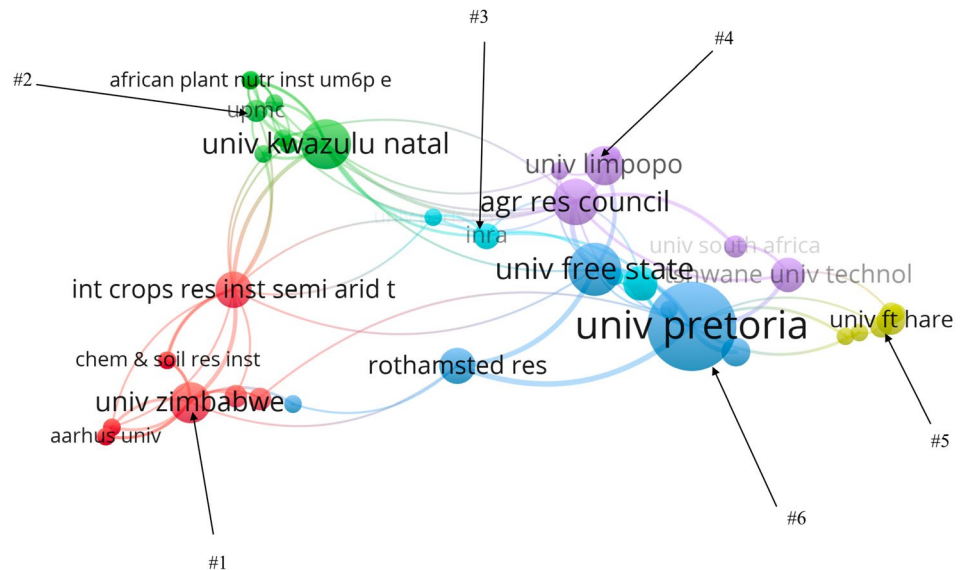 #3
#4
#2
african plant nutr inst um6p e
upmc
univ kwazulu natal
univ limpopo
agr res council
inra
univ south africa
univ free state
tshwane univ technol
int crops res inst semi arid t
univ ft hare
univ pretoria
chem & soil res inst
rothamsted res
univ zimbabwe
aarhus univ
#5
#6
#1